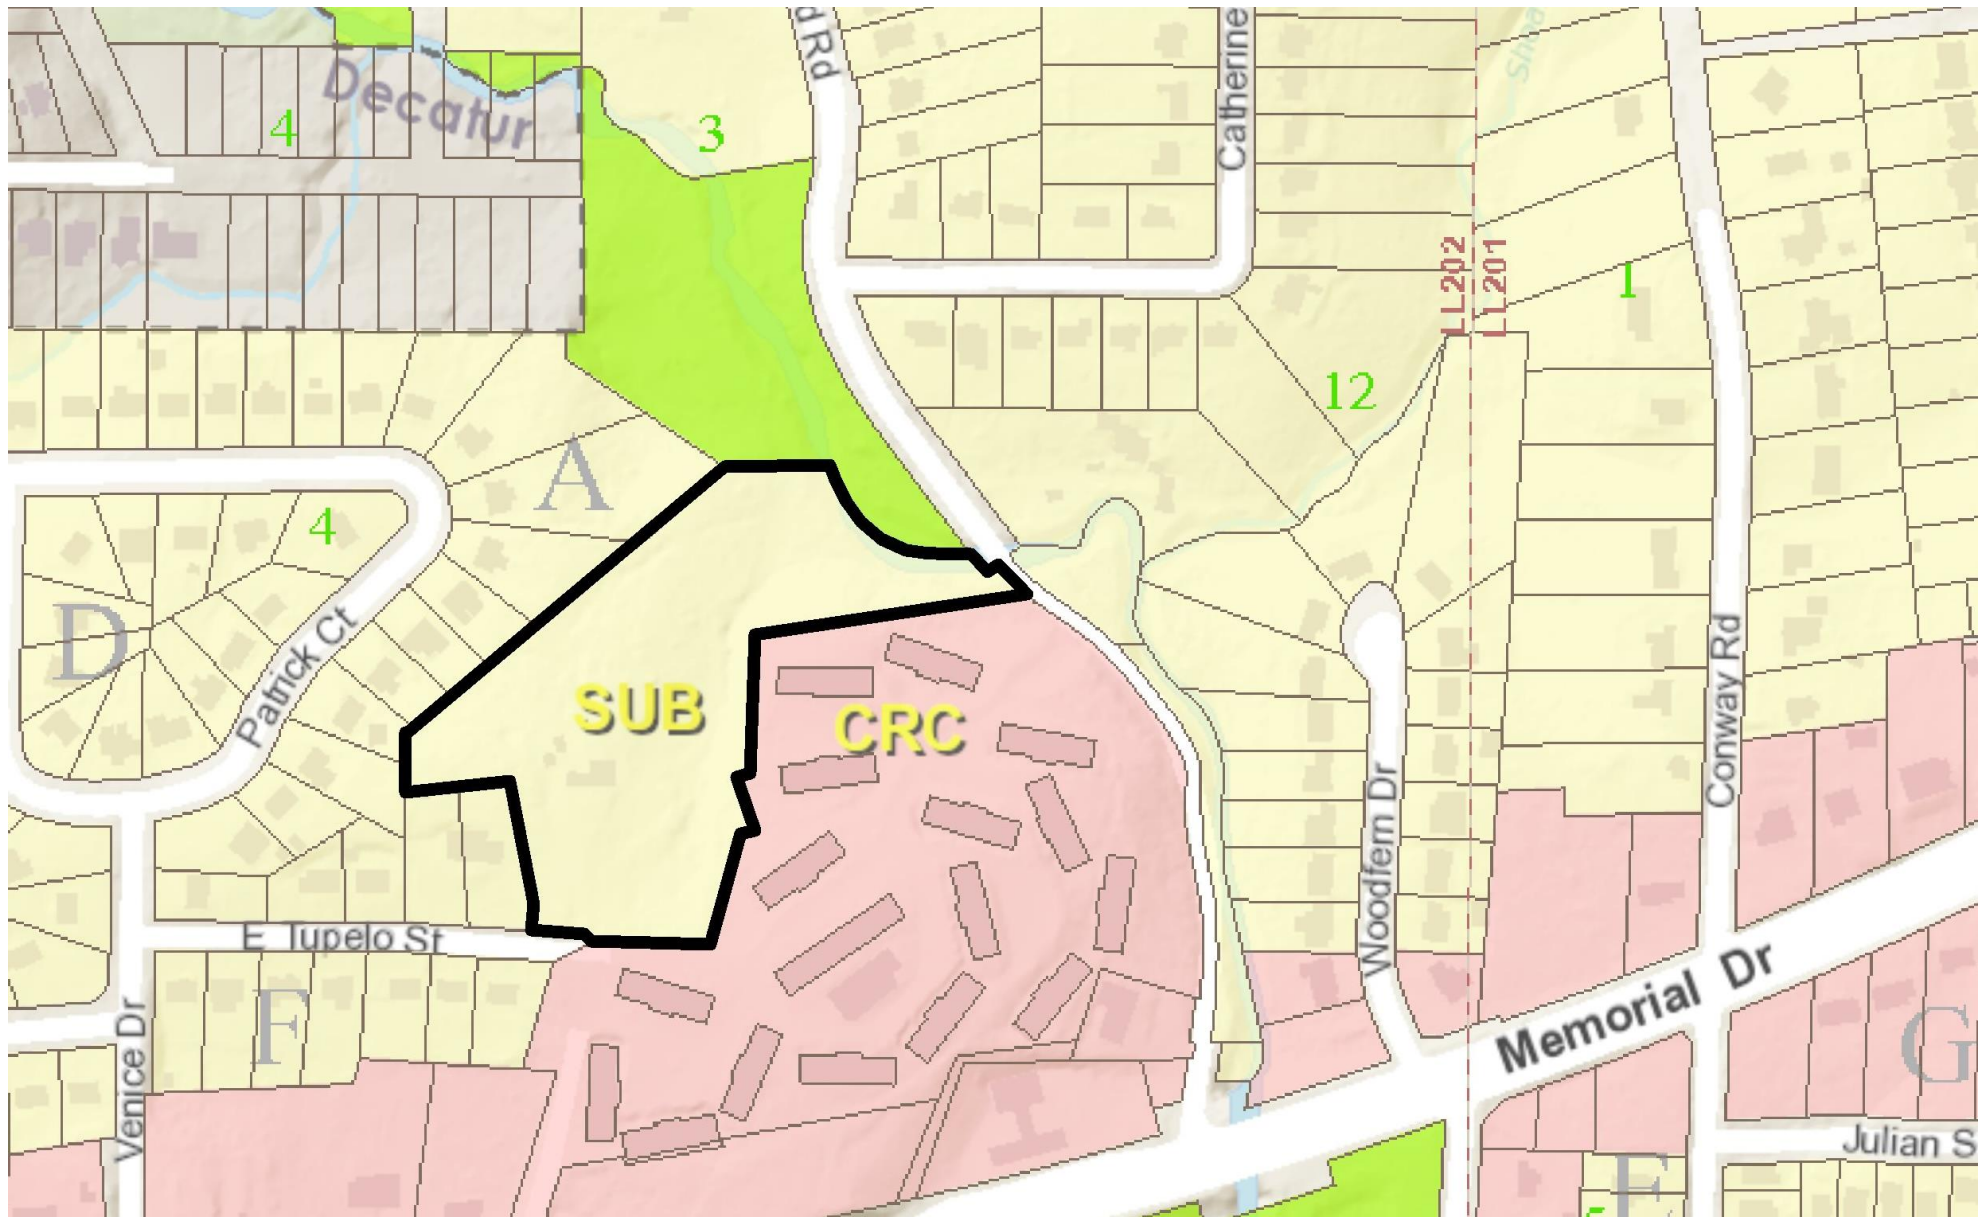 d Rd
Catherine
Decatur
4
3
LL202
LL201
1
12
A
4
D
Patrick Ct
SUB
CRC
Conway Rd
Woodfern Dr
E Tupelo St
F
Venice Dr
Memorial Dr
G
Julian S
E
5